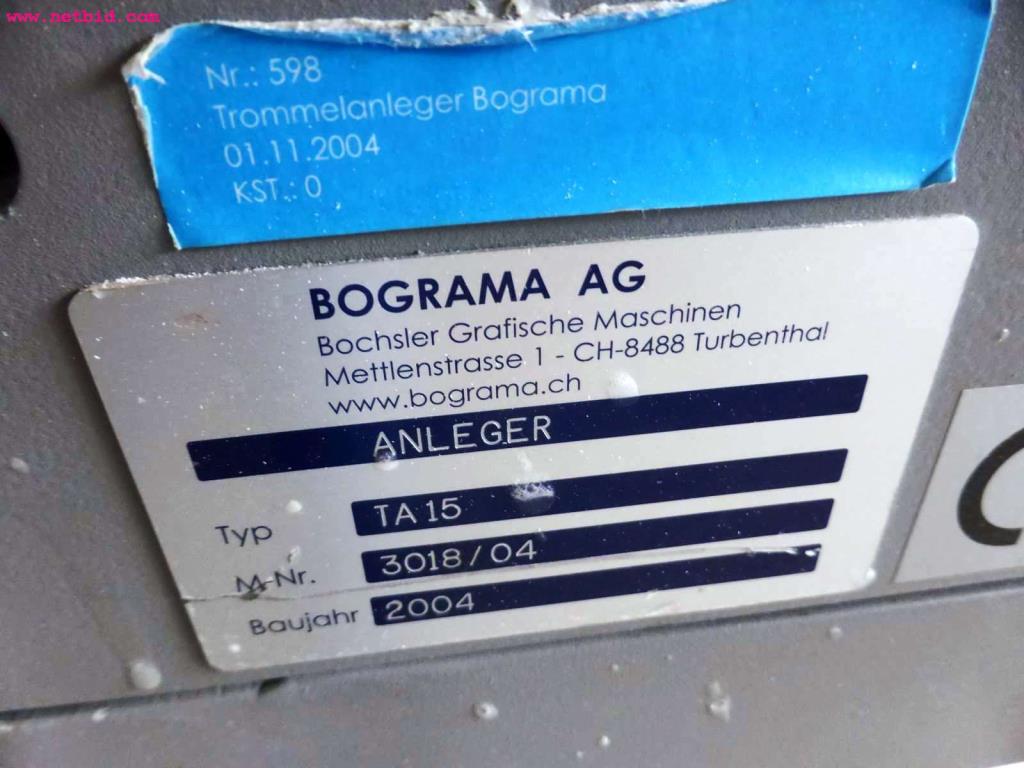 www.netbid.com
Nr.: 598
Trommelanleger Bograma
01.11.2004
KST.: 0
BOGRAMA AG
Bochsler Grafische Maschinen
Mettlenstrasse 1 - CH-8488 Turbenthal
www.bograma.ch
ANLEGER
Typ TA 15
M-Nr. 3018/04
Baujahr 2004